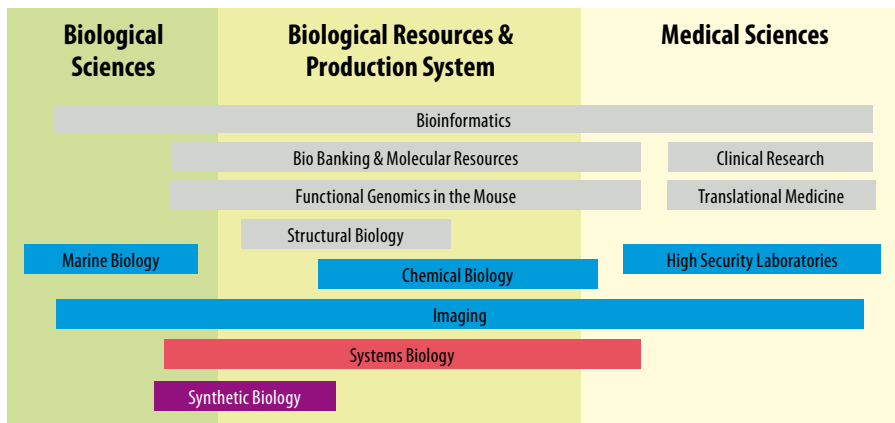 Biological
Sciences
Biological Resources &
Production System
Medical Sciences
Bioinformatics
Bio Banking & Molecular Resources
Clinical Research
Functional Genomics in the Mouse
Translational Medicine
Structural Biology
Marine Biology
High Security Laboratories
Chemical Biology
Imaging
Systems Biology
Synthetic Biology